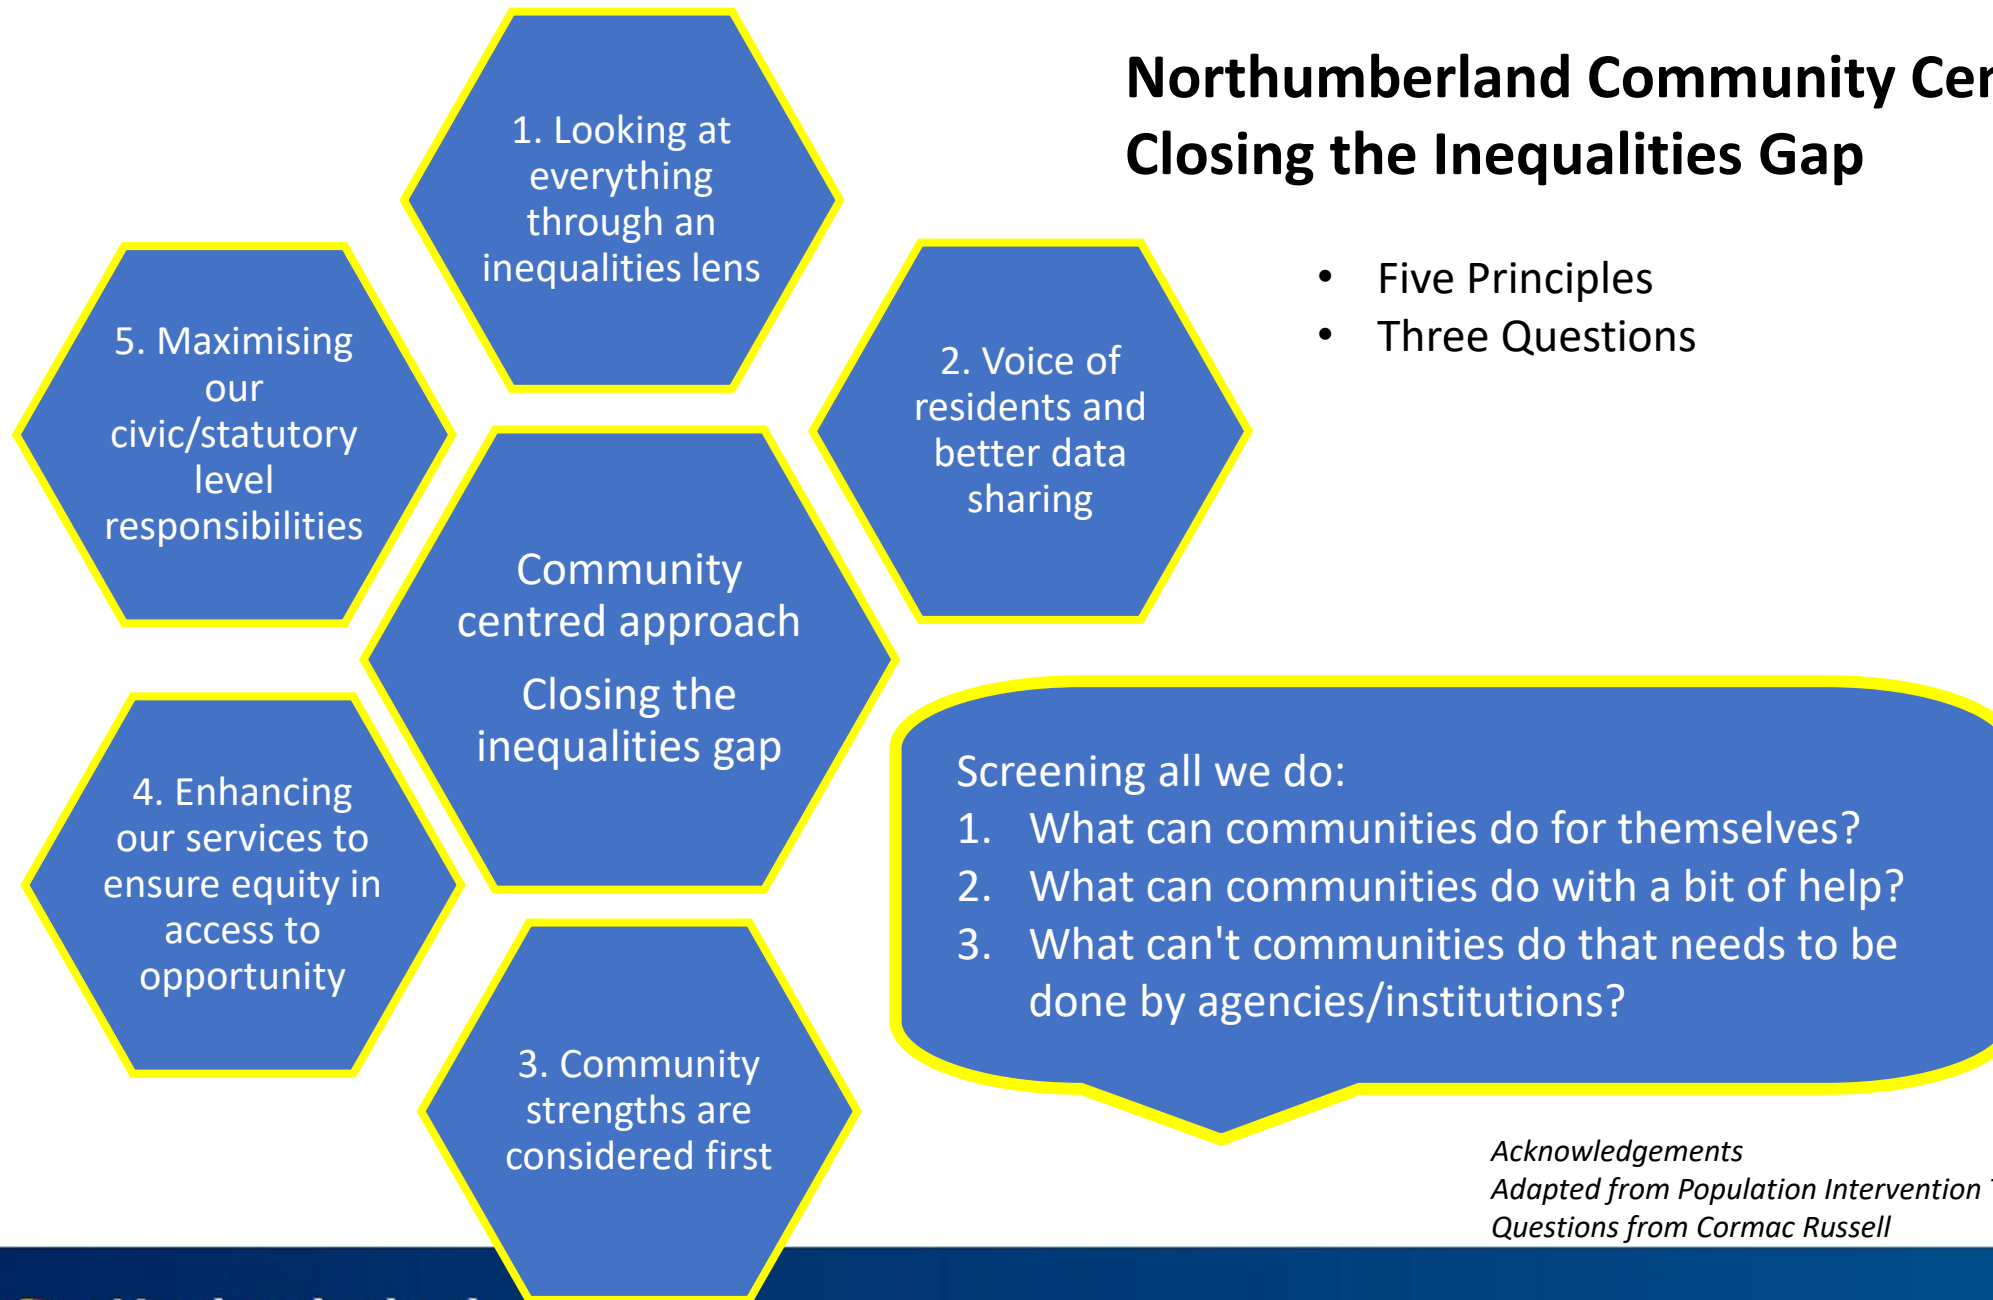 Northumberland Community
Closing the Inequalities Gap
• Five Principles
• Three Questions
1. Looking at
everything
through an
inequalities lens
2. Voice of
residents and
better data
sharing
3. Community
strengths are
considered first
4. Enhancing
our services to
ensure equity in
access to
opportunity
5. Maximising
our
civic/statutory
level
responsibilities
Community
centred approach
Closing the
inequalities gap
Screening all we do:
1. What can communities do for themselves?
2. What can communities do with a bit of help?
3. What can't communities do that needs to be
done by agencies/institutions?
Acknowledgements
Adapted from Population Intervention
Questions from Cormac Russell